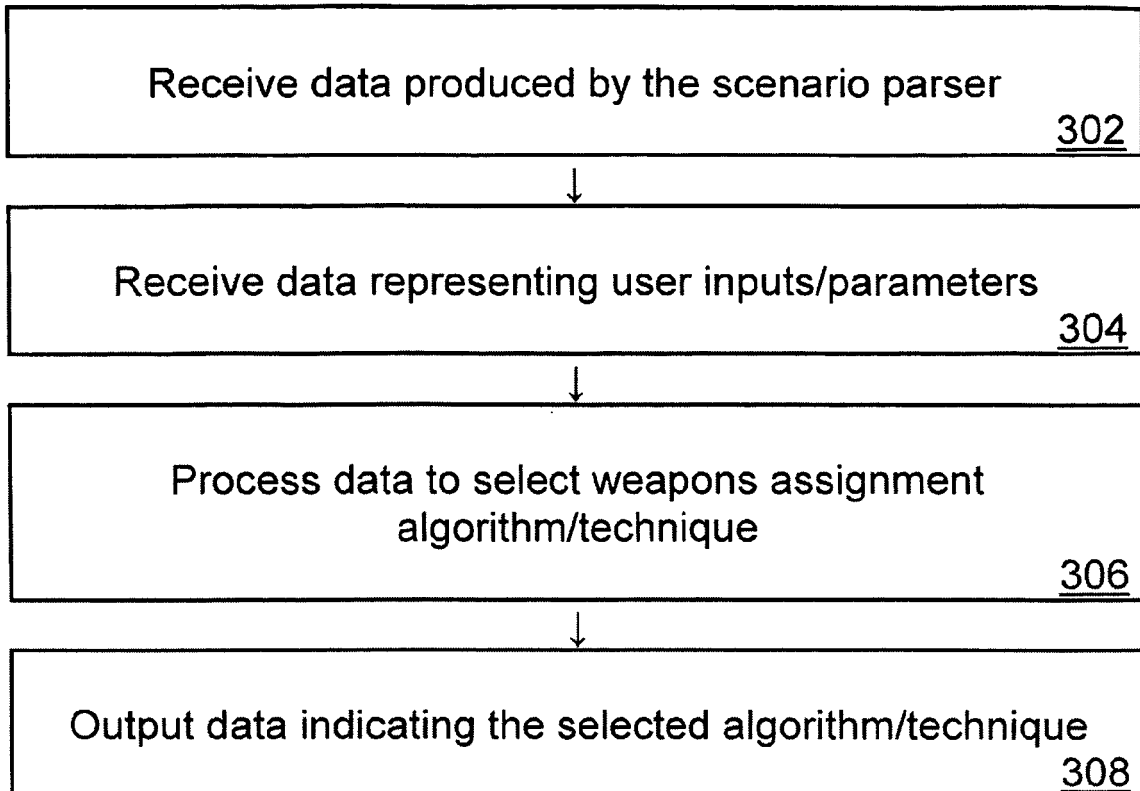 Receive data produced by the scenario parser
302
↓
Receive data representing user inputs/parameters
304
↓
Process data to select weapons assignment
algorithm/technique
306
↓
Output data indicating the selected algorithm/technique
308